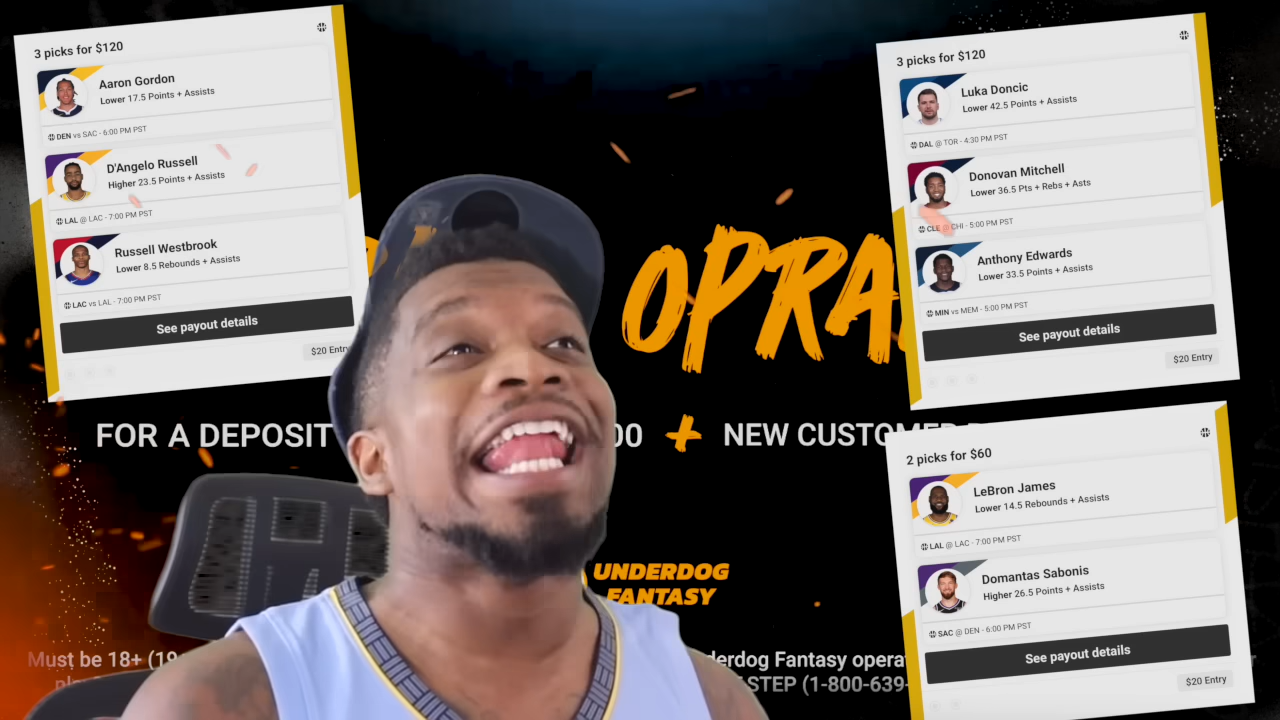 3 picks for $120
Aaron Gordon
Lower 17.5 Points + Assists
DEN vs SAC - 6:00 PM PST
D'Angelo Russell
Higher 23.5 Points + Assists
LAL @ LAC - 7:00 PM PST
Russell Westbrook
Lower 8.5 Rebounds + Assists
LAC vs LAL - 7:00 PM PST
See payout details
$20 Entry
3 picks for $120
Luka Doncic
Lower 42.5 Points + Assists
DAL @ TOR - 4:30 PM PST
Donovan Mitchell
Lower 36.5 Pts + Rebs + Asts
CLE @ CHI - 5:00 PM PST
Anthony Edwards
Lower 33.5 Points + Assists
MIN vs MEM - 5:00 PM PST
See payout details
$20 Entry
OPRA
FOR A DEPOSIT 00 + NEW CUSTOMER
2 picks for $60
LeBron James
Lower 14.5 Rebounds + Assists
LAL @ LAC - 7:00 PM PST
Domantas Sabonis
Higher 26.5 Points + Assists
SAC @ DEN - 6:00 PM PST
See payout details
$20 Entry
UNDERDOG
FANTASY
Must be 18+ (19 derdog Fantasy operat
STEP (1-800-639-